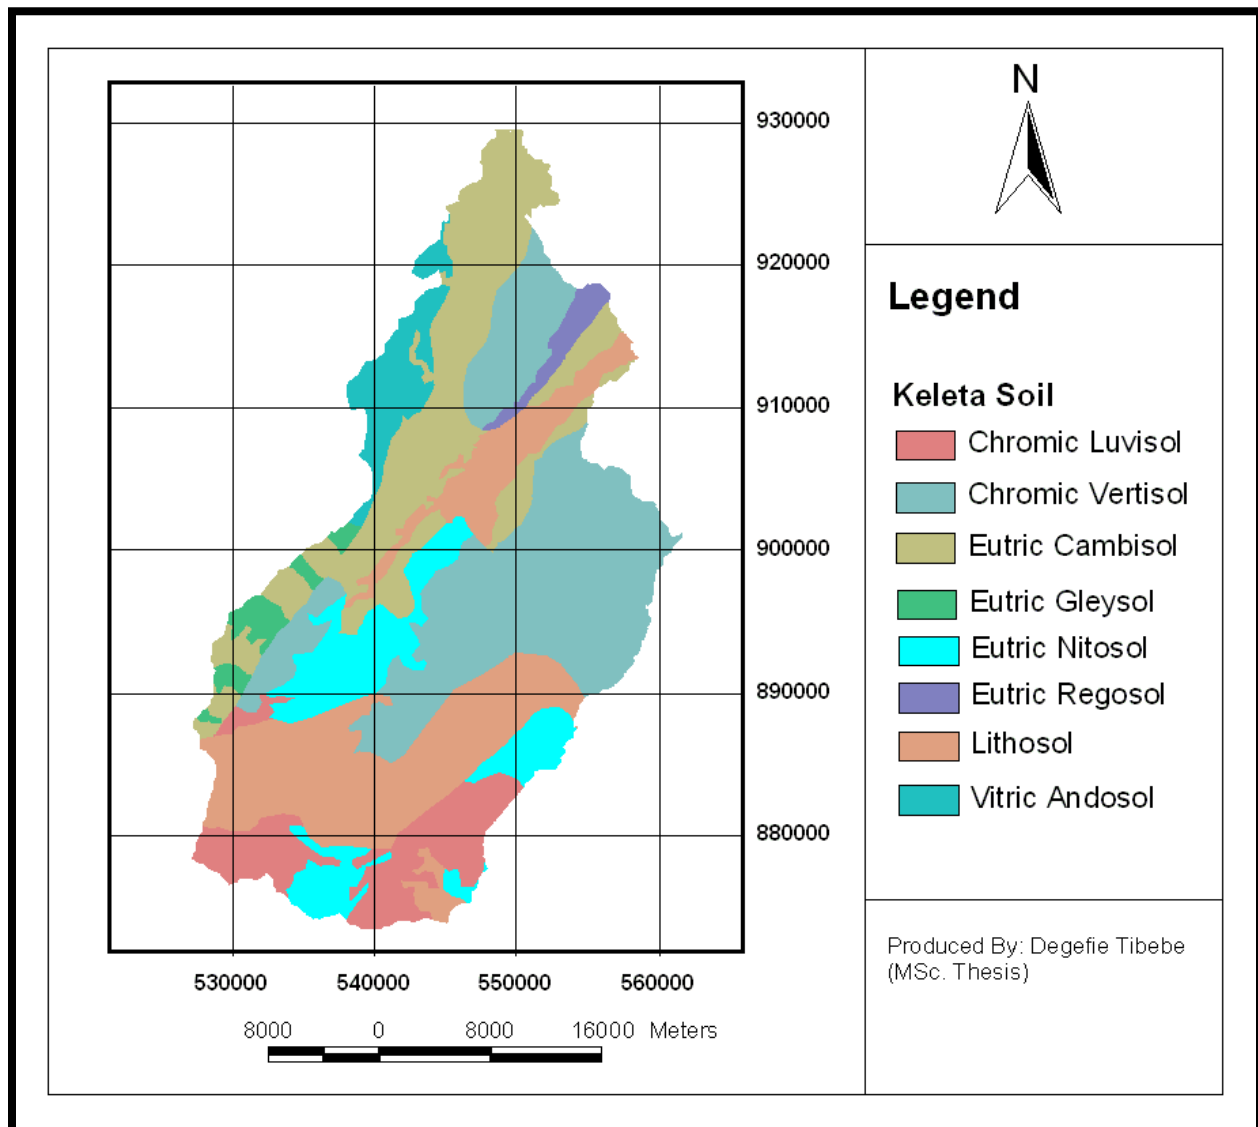 N
930000
920000
910000
900000
890000
880000
530000 540000 550000 560000
8000 0 8000 16000 Meters
Legend
Keleta Soil
Chromic Luvisol
Chromic Vertisol
Eutric Cambisol
Eutric Gleysol
Eutric Nitosol
Eutric Regosol
Lithosol
Vitric Andosol
Produced By: Degefie Tibebe
(MSc. Thesis)